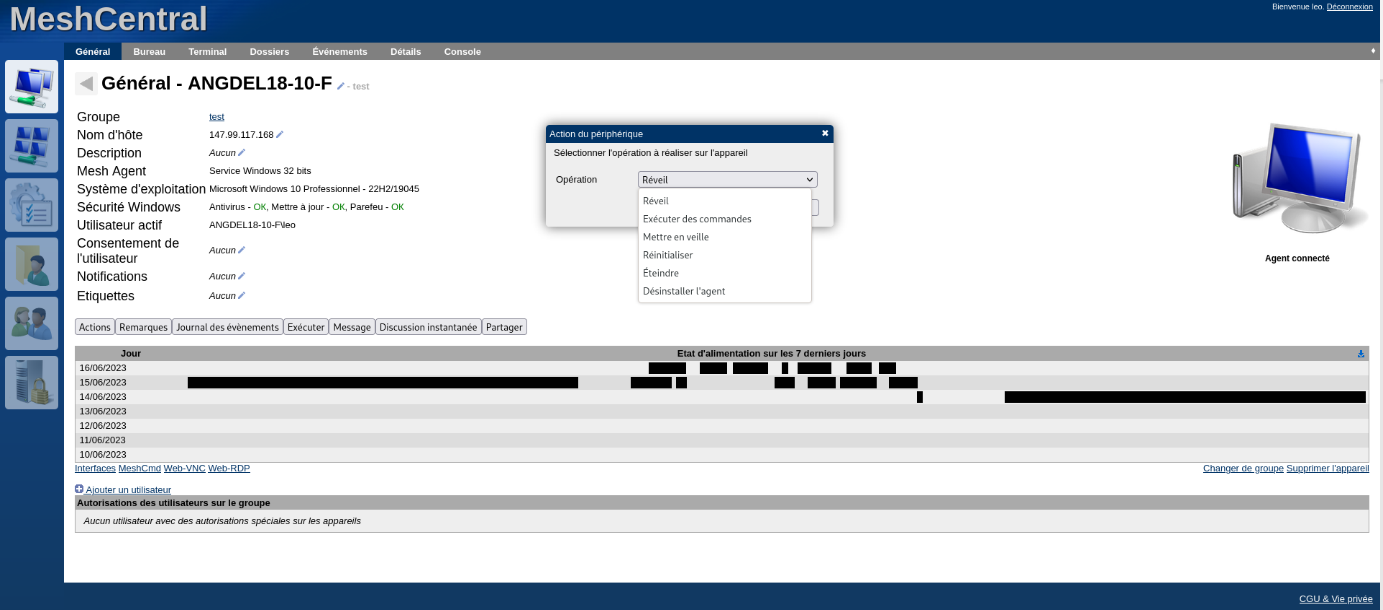 MeshCentral
Bienvenue leo. Déconnexion
Général Bureau Terminal Dossiers Événements Détails Console
Général - ANGDEL18-10-F - test
Groupe test
Nom d'hôte 147.99.117.168
Description Aucun
Mesh Agent Service Windows 32 bits
Système d'exploitation Microsoft Windows 10 Professionnel - 22H2/19045
Sécurité Windows Antivirus - OK, Mettre à jour - OK, Parefeu - OK
Utilisateur actif ANGDEL18-10-F\leo
Consentement de
l'utilisateur Aucun
Notifications Aucun
Etiquettes Aucun
Action du périphérique
Sélectionner l'opération à réaliser sur l'appareil
Opération Réveil
Réveil
Exécuter des commandes
Mettre en veille
Réinitialiser
Éteindre
Désinstaller l'agent
Agent connecté
Actions Remarques Journal des évènements Exécuter Message Discussion instantanée Partager
Jour Etat d'alimentation sur les 7 derniers jours
16/06/2023
15/06/2023
14/06/2023
13/06/2023
12/06/2023
11/06/2023
10/06/2023
Interfaces MeshCmd Web-VNC Web-RDP Changer de groupe Supprimer l'appareil
Ajouter un utilisateur
Autorisations des utilisateurs sur le groupe
Aucun utilisateur avec des autorisations spéciales sur les appareils
CGU & Vie privée